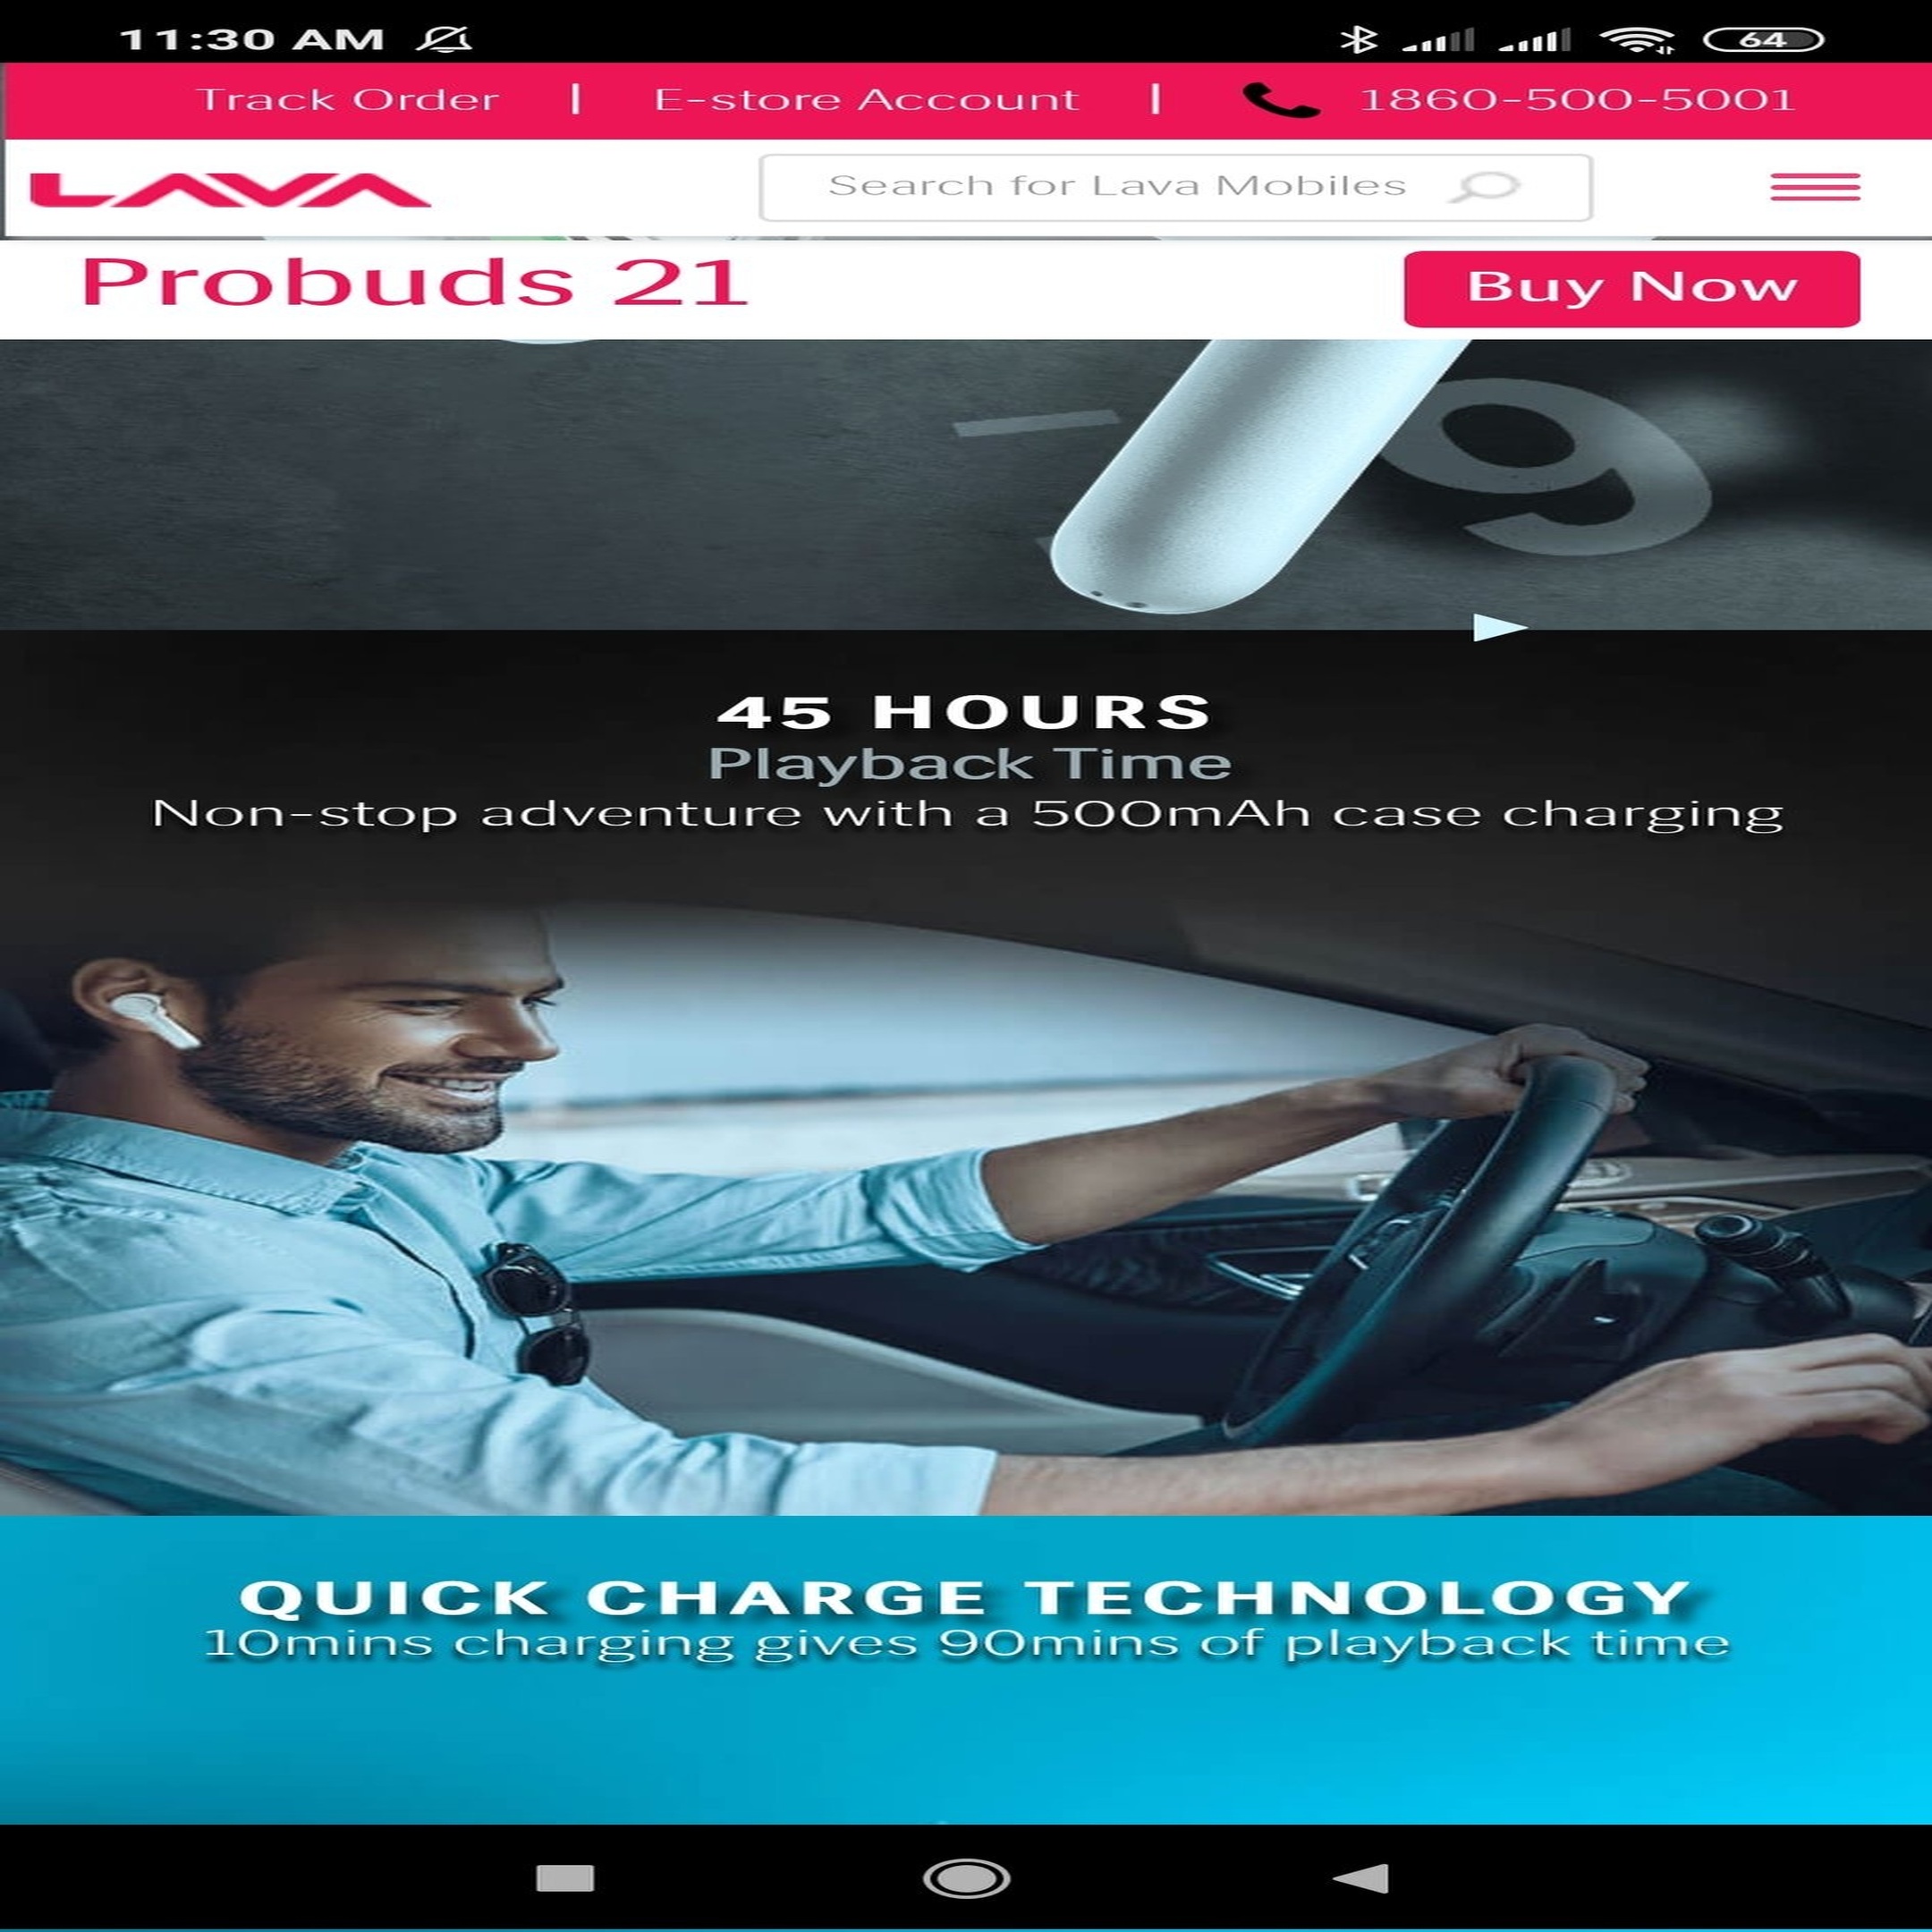 11:30 AM 64
Track Order | E-store Account | 1860-500-5001
LAVA Search for Lava Mobiles
Probuds 21 Buy Now
9
45 HOURS
Playback Time
Non-stop adventure with a 500mAh case charging
QUICK CHARGE TECHNOLOGY
10mins charging gives 90mins of playback time